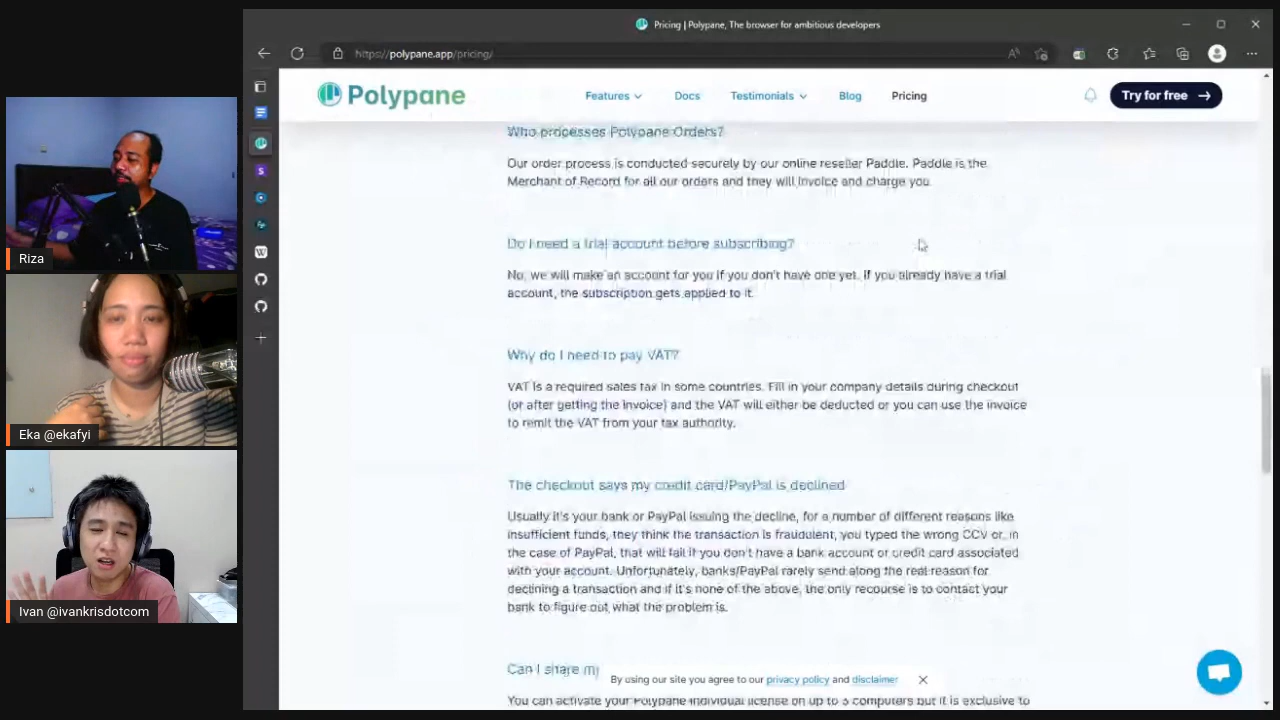 Pricing | Polypane, The browser for ambitious developers
https://polypane.app/pricing/
Polypane
Features
Docs
Testimonials
Blog
Pricing
Try for free
Who processes Polypane Orders?
Our order process is conducted securely by our online reseller Paddle. Paddle is the
Merchant of Record for all our orders and they will invoice and charge you.
Do I need a trial account before subscribing?
No, we will make an account for you if you don't have one yet. If you already have a trial
account, the subscription gets applied to it.
Why do I need to pay VAT?
VAT is a required sales tax in some countries. Fill in your company details during checkout
(or after getting the invoice) and the VAT will either be deducted or you can use the invoice
to remit the VAT from your tax authority.
The checkout says my credit card/PayPal is declined
Usually it's your bank or PayPal issuing the decline, for a number of different reasons like
insufficient funds, they think the transaction is fraudulent, you typed the wrong CCV or, in
the case of PayPal, that will fail if you don't have a bank account or credit card associated
with your account. Unfortunately, banks/PayPal rarely send along the real reason for
declining a transaction and if it's none of the above, the only recourse is to contact your
bank to figure out what the problem is.
Can I share my
By using our site you agree to our privacy policy and disclaimer
You can activate your Polypane individual license on up to 3 computers but it is exclusive to
Riza
Eka @ekafyi
Ivan @ivankrisdotcom